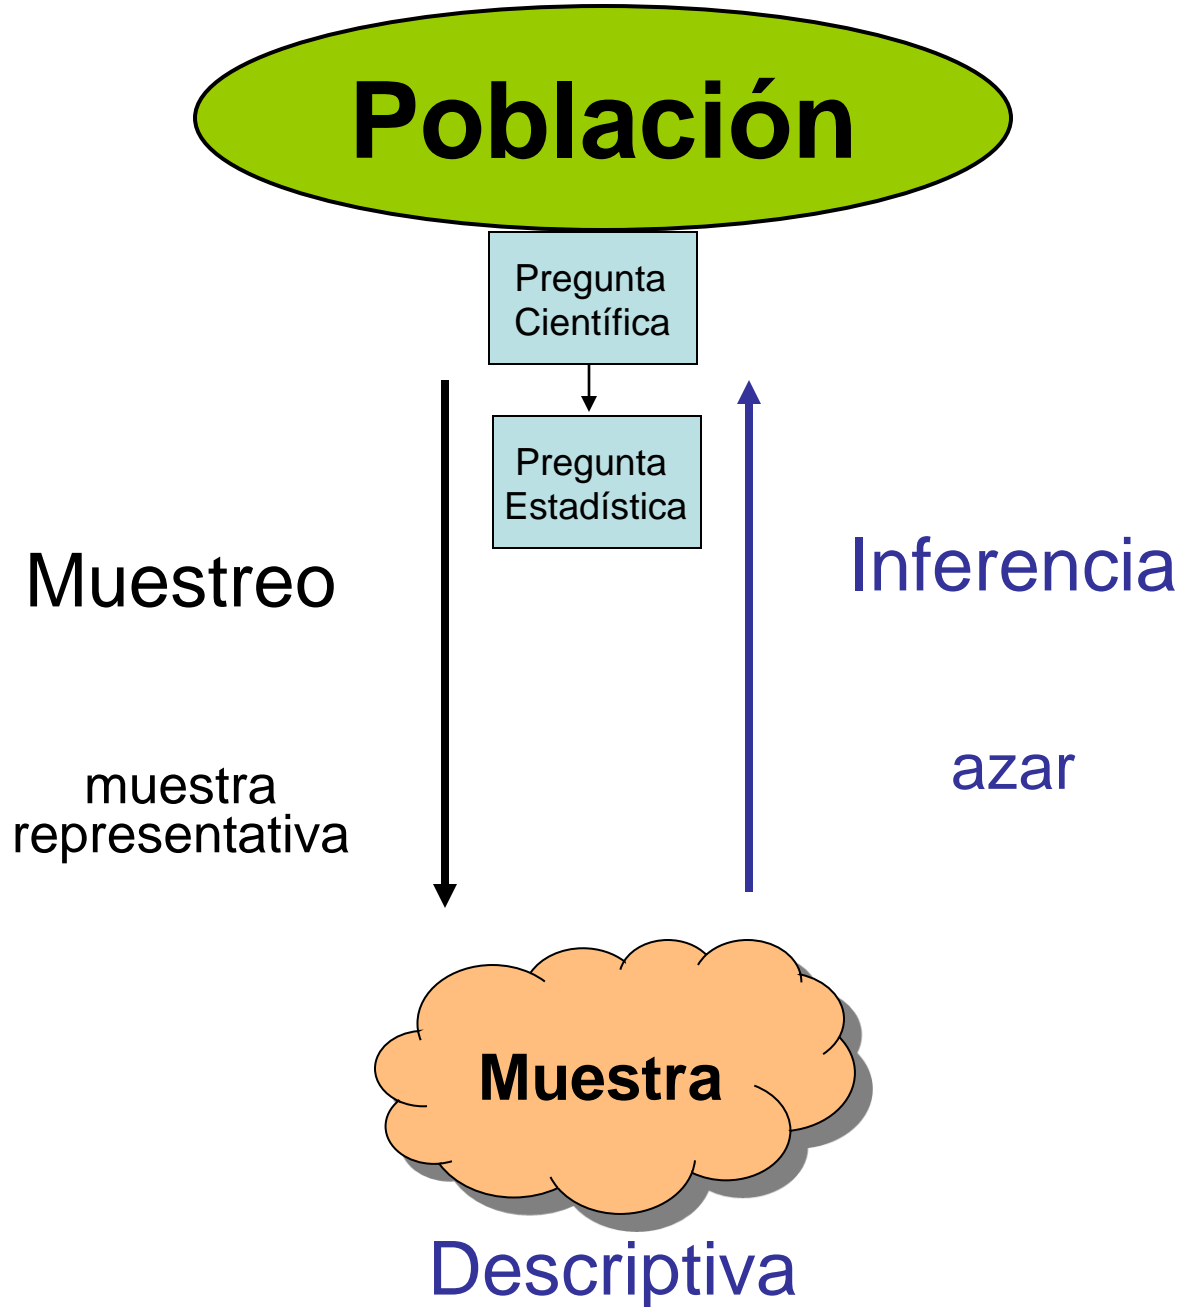 Población
Pregunta
Científica
Pregunta
Estadística
Muestreo
Inferencia
muestra
representativa
azar
Muestra
Descriptiva